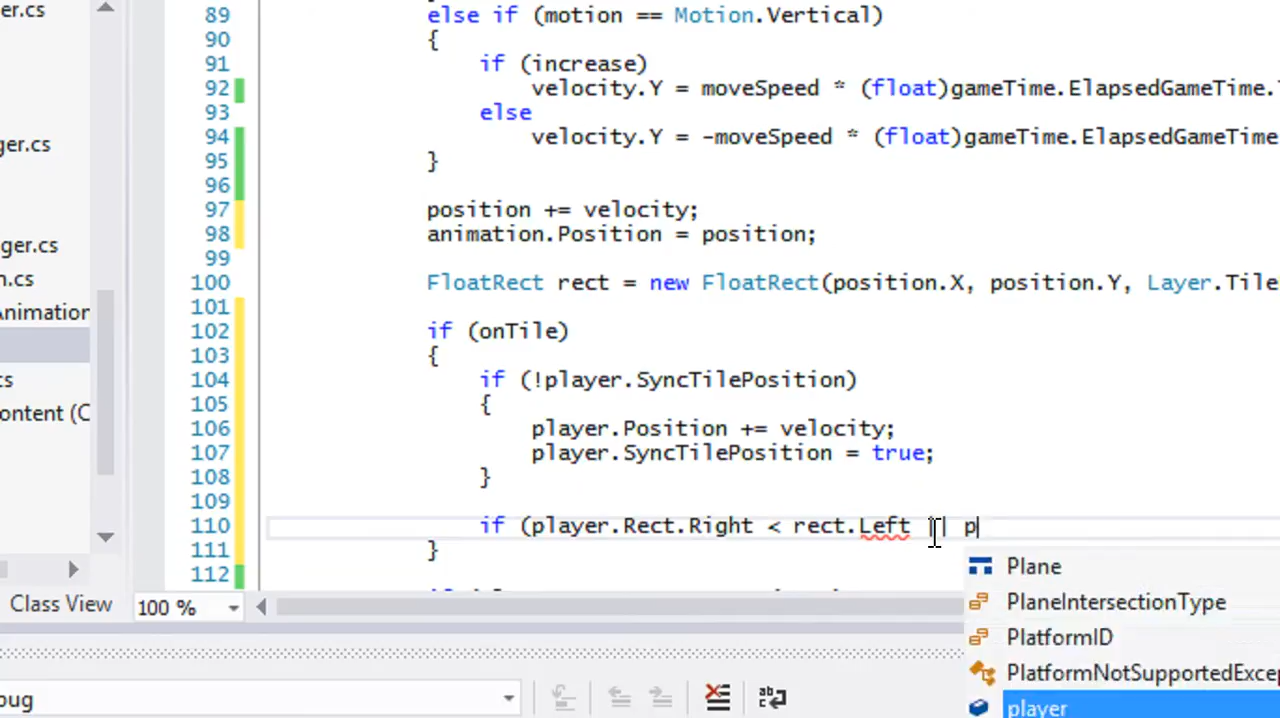 er.cs
ger.cs
ger.cs
n.cs
Animation
cs
ontent (C
Class View
89 else if (motion == Motion.Vertical)
90 {
91 if (increase)
92 velocity.Y = moveSpeed * (float)gameTime.ElapsedGameTime.
93 else
94 velocity.Y = -moveSpeed * (float)gameTime.ElapsedGameTime
95 }
96
97 position += velocity;
98 animation.Position = position;
99
100 FloatRect rect = new FloatRect(position.X, position.Y, Layer.Tile
101
102 if (onTile)
103 {
104 if (!player.SyncTilePosition)
105 {
106 player.Position += velocity;
107 player.SyncTilePosition = true;
108 }
109
110 if (player.Rect.Right < rect.Left || p
111 }
112
Plane
PlaneIntersectionType
PlatformID
PlatformNotSupportedExce
player
100 %
bug